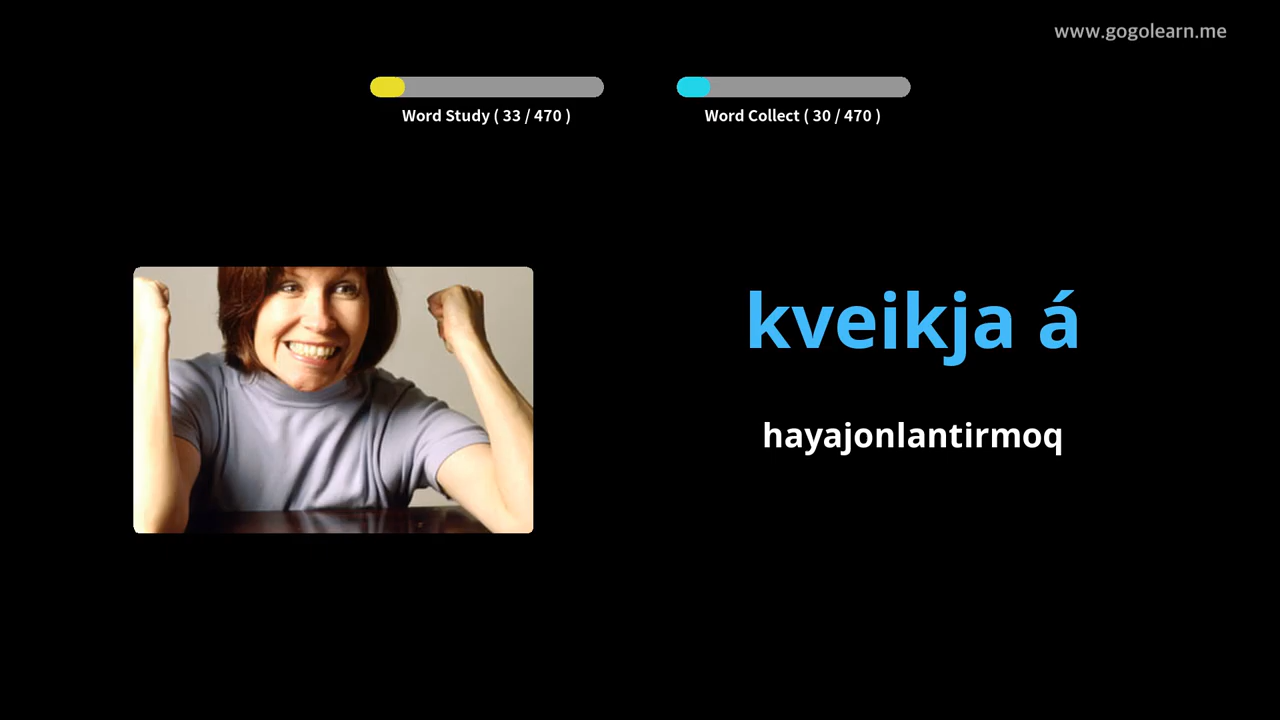 www.gogolearn.me
Word Study ( 33 / 470 )
Word Collect ( 30 / 470 )
kveikja á
hayajonlantirmoq